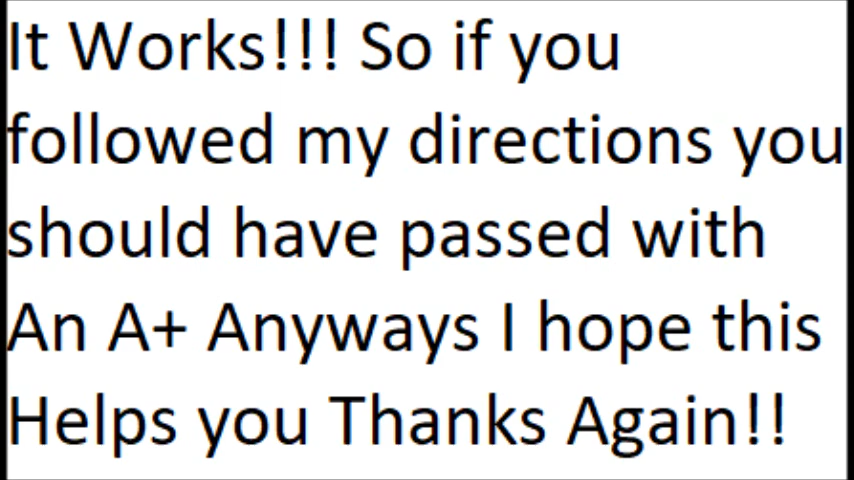 It Works!!! So if you
followed my directions you
should have passed with
An A+ Anyways I hope this
Helps you Thanks Again!!